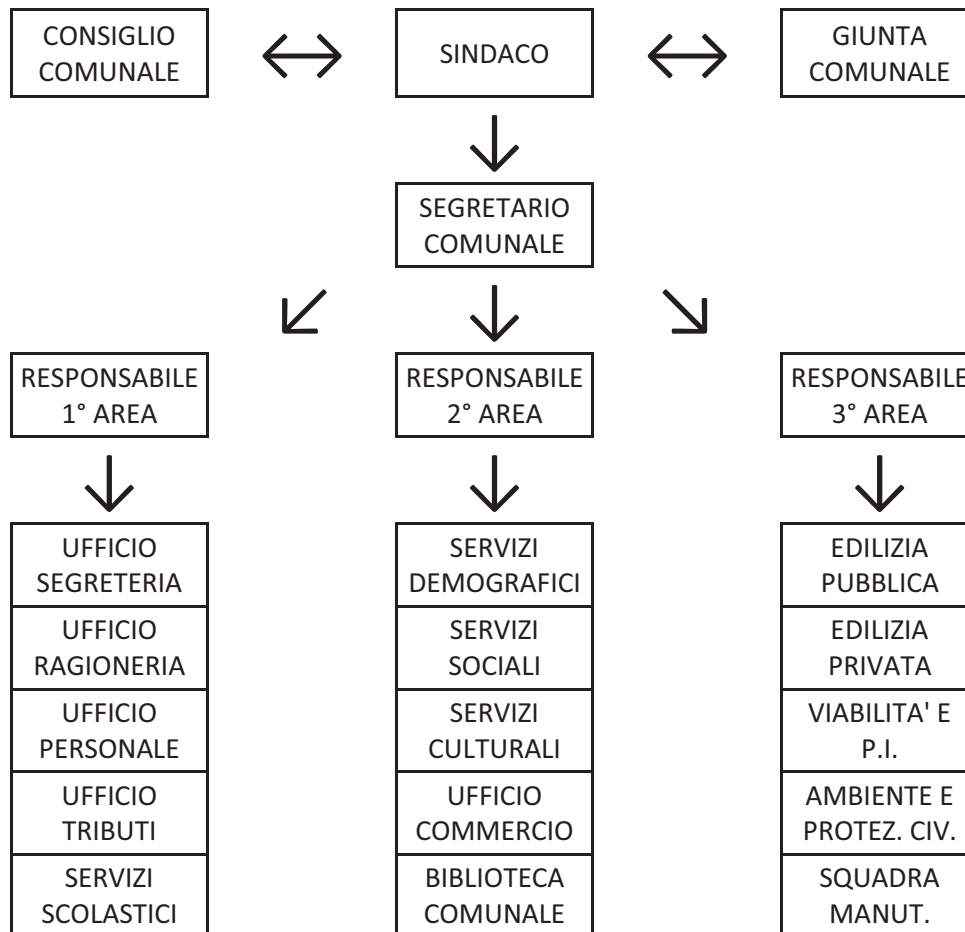 CONSIGLIO
COMUNALE
SINDACO
GIUNTA
COMUNALE
SEGRETARIO
COMUNALE
RESPONSABILE
1° AREA
RESPONSABILE
2° AREA
RESPONSABILE
3° AREA
UFFICIO
SEGRETERIA
UFFICIO
RAGIONERIA
UFFICIO
PERSONALE
UFFICIO
TRIBUTI
SERVIZI
SCOLASTICI
SERVIZI
DEMOGRAFICI
SERVIZI
SOCIALI
SERVIZI
CULTURALI
UFFICIO
COMMERCIO
BIBLIOTECA
COMUNALE
EDILIZIA
PUBBLICA
EDILIZIA
PRIVATA
VIABILITA' E
P.I.
AMBIENTE E
PROTEZ. CIV.
SQUADRA
MANUT.